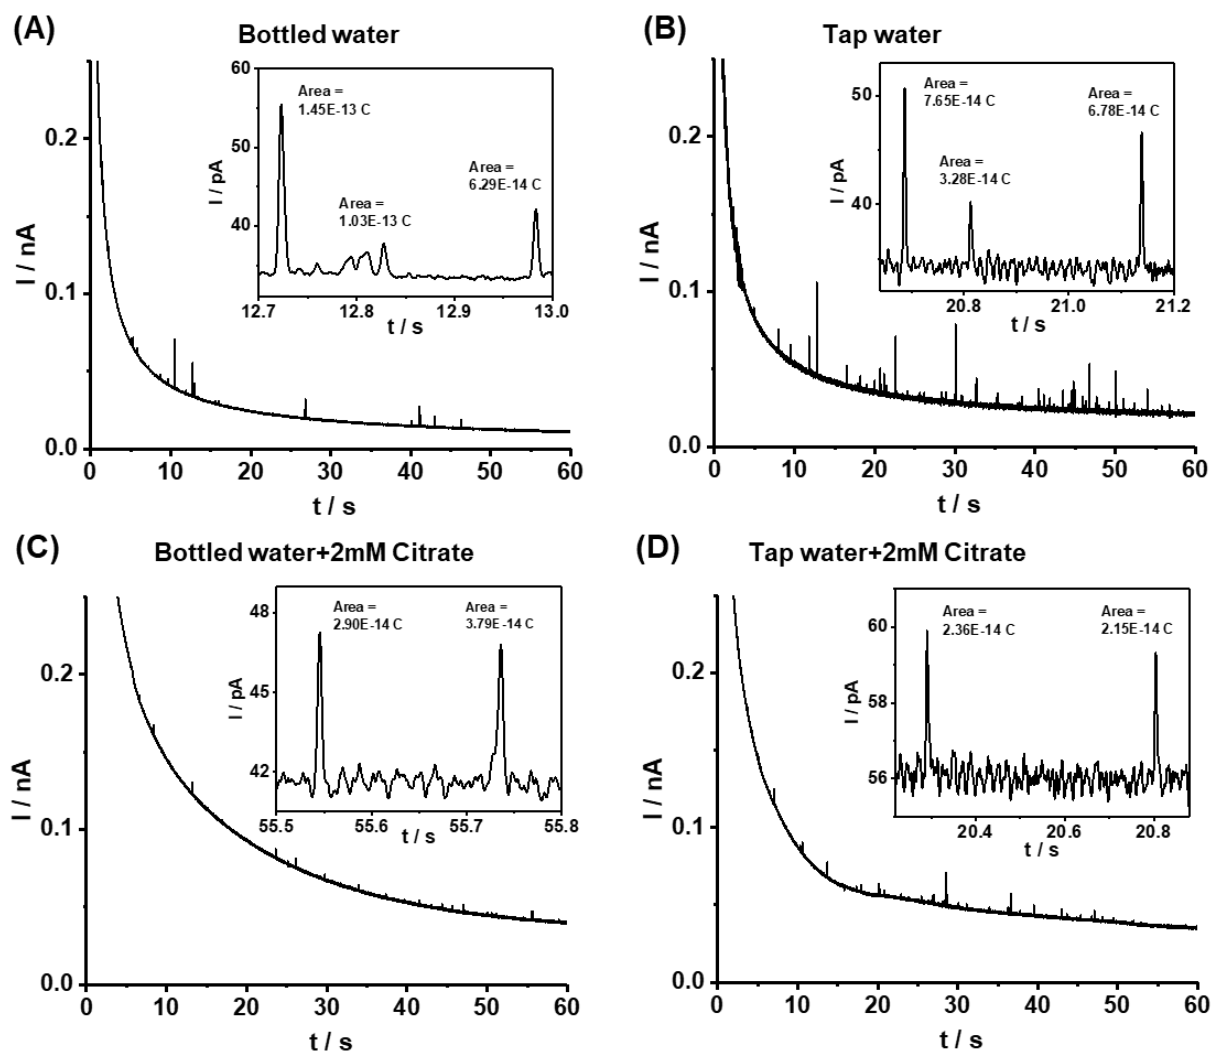 (A)
Bottled water
I / nA
0.2
0.1
0.0
0
10
20
30
40
50
60
t / s
60
50
40
I / pA
12.7
12.8
12.9
13.0
t / s
Area =
1.45E-13 C
Area =
1.03E-13 C
Area =
6.29E-14 C
(B)
Tap water
I / nA
0.2
0.1
0.0
0
10
20
30
40
50
60
t / s
50
40
I / pA
20.8
21.0
21.2
t / s
Area =
7.65E-14 C
Area =
3.28E-14 C
Area =
6.78E-14 C
(C)
Bottled water+2mM Citrate
I / nA
0.2
0.1
0.0
0
10
20
30
40
50
60
t / s
48
45
42
I / pA
55.5
55.6
55.7
55.8
t / s
Area =
2.90E-14 C
Area =
3.79E-14 C
(D)
Tap water+2mM Citrate
I / nA
0.2
0.1
0.0
0
10
20
30
40
50
60
t / s
60
58
56
I / pA
20.4
20.6
20.8
t / s
Area =
2.36E-14 C
Area =
2.15E-14 C